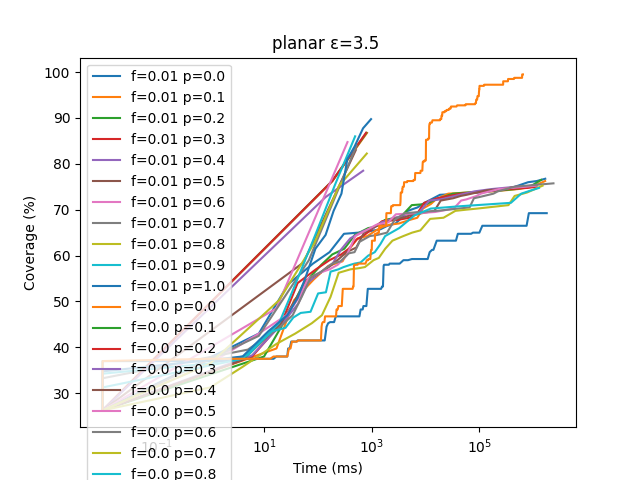 planar ε=3.5
Coverage (%)
100
90
80
70
60
50
40
30
f=0.01 p=0.0
f=0.01 p=0.1
f=0.01 p=0.2
f=0.01 p=0.3
f=0.01 p=0.4
f=0.01 p=0.5
f=0.01 p=0.6
f=0.01 p=0.7
f=0.01 p=0.8
f=0.01 p=0.9
f=0.01 p=1.0
f=0.0 p=0.0
f=0.0 p=0.1
f=0.0 p=0.2
f=0.0 p=0.3
f=0.0 p=0.4
f=0.0 p=0.5
f=0.0 p=0.6
f=0.0 p=0.7
f=0.0 p=0.8
10⁻¹ 10¹ 10³ 10⁵
Time (ms)